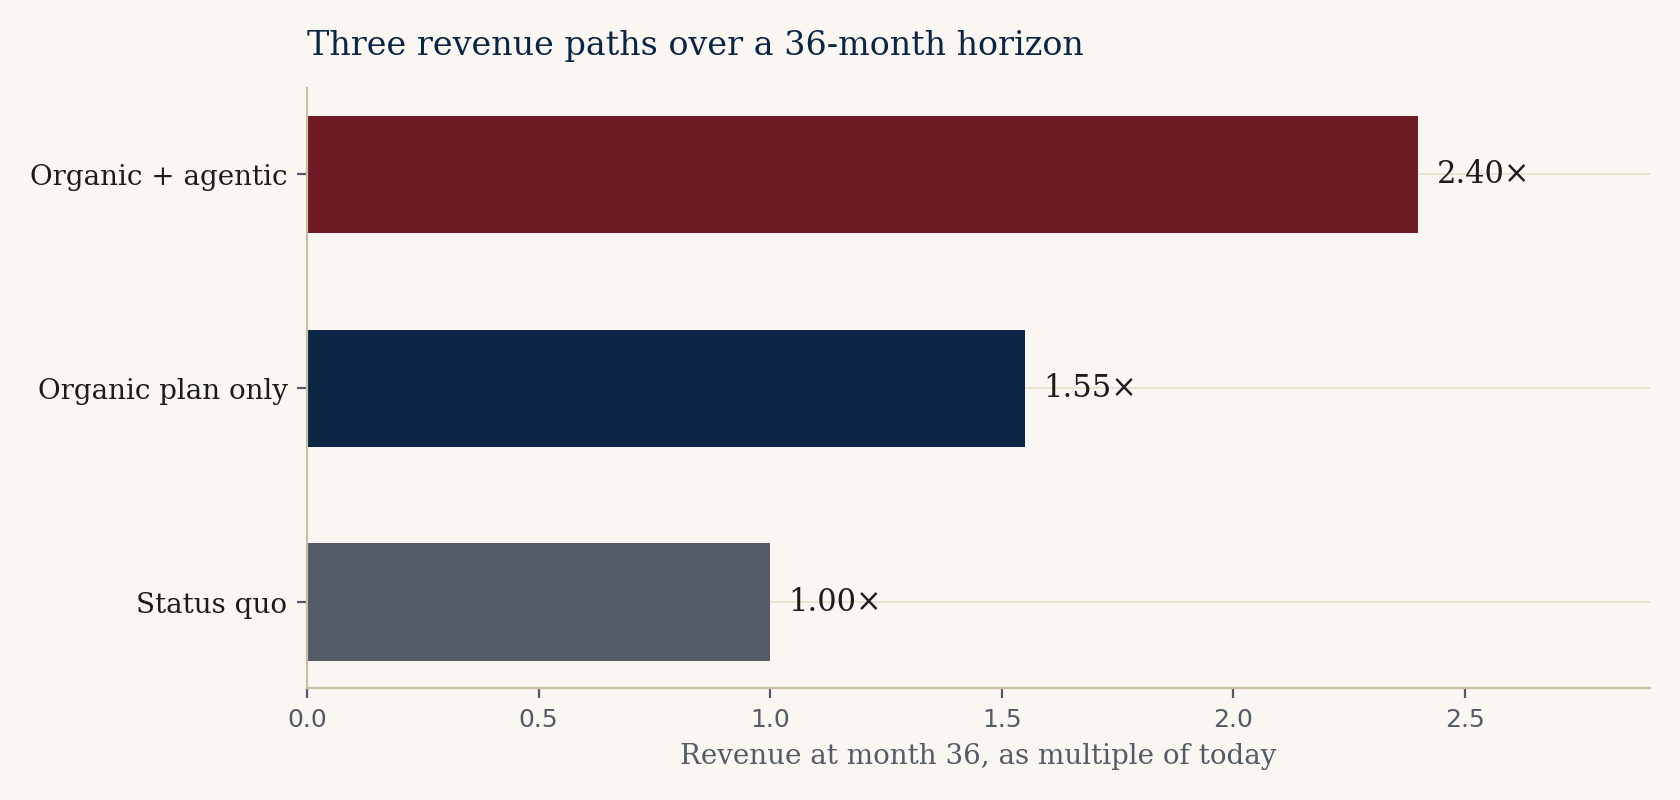 Three revenue paths over a 36-month horizon
Organic + agentic
2.40×
Organic plan only
1.55×
Status quo
1.00×
0.0 0.5 1.0 1.5 2.0 2.5
Revenue at month 36, as multiple of today